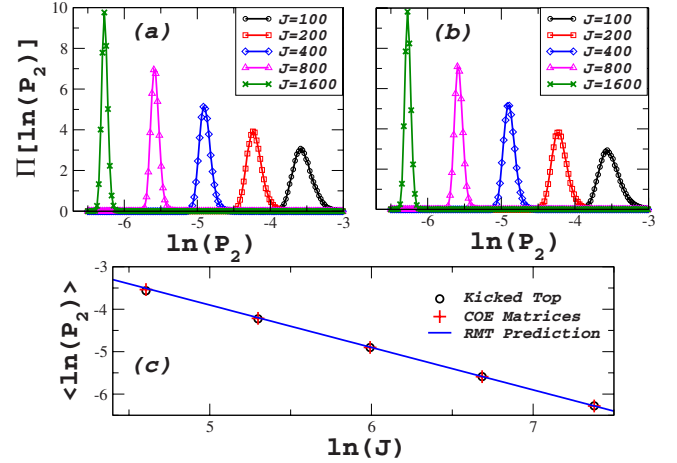 (a)
J=100
J=200
J=400
J=800
J=1600
Π[ln(P2)]
0
2
4
6
8
10
-6 -5 -4 -3
ln(P2)
(b)
J=100
J=200
J=400
J=800
J=1600
-6 -5 -4 -3
ln(P2)
(c)
<ln(P2)>
-3
-4
-5
-6
Kicked Top
COE Matrices
RMT Prediction
5 6 7
ln(J)